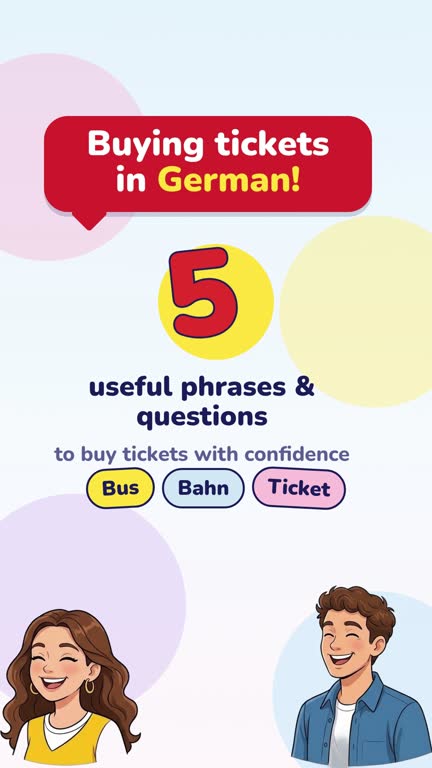 Buying tickets
in German!
5
useful phrases &
questions
to buy tickets with confidence
Bus
Bahn
Ticket